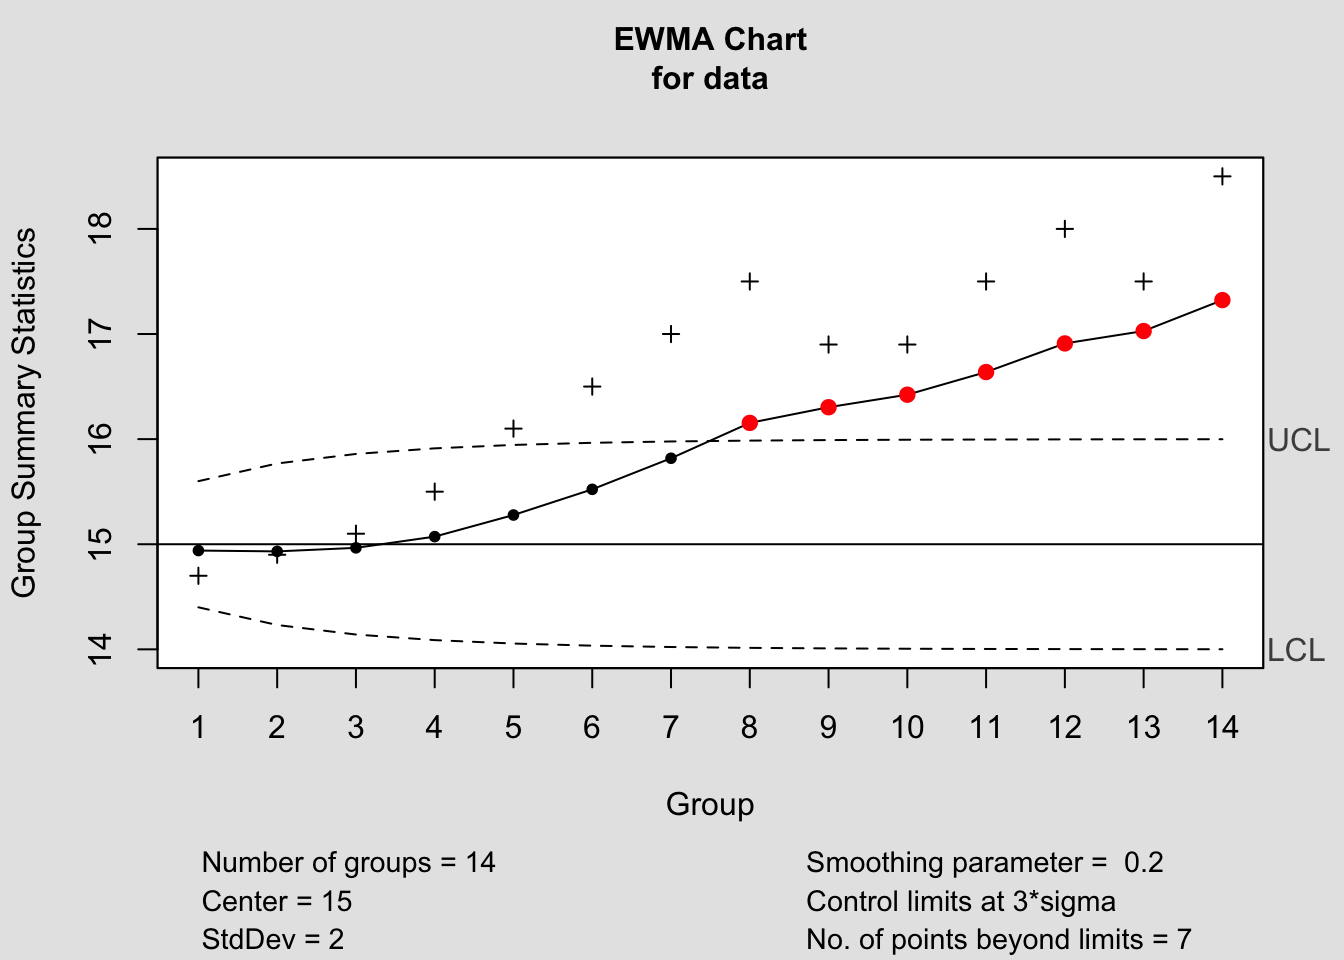 EWMA Chart
for data
Group Summary Statistics
18
17
16
15
14
UCL
LCL
1 2 3 4 5 6 7 8 9 10 11 12 13 14
Group
Number of groups = 14
Center = 15
StdDev = 2
Smoothing parameter =  0.2
Control limits at 3*sigma
No. of points beyond limits = 7